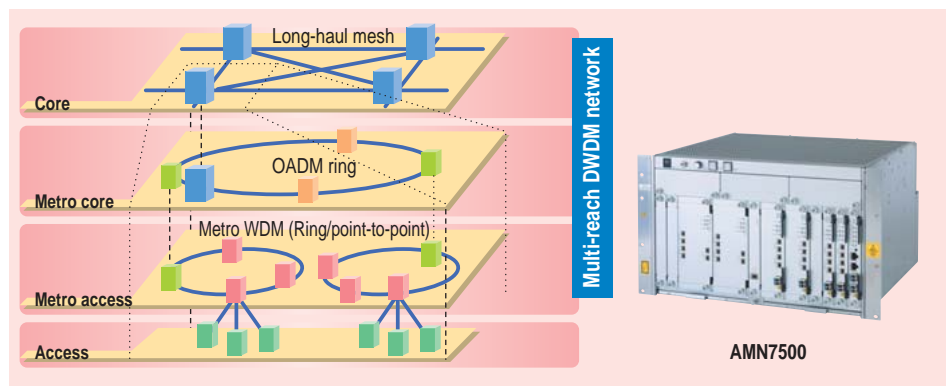 Long-haul mesh
Core
OADM ring
Metro core
Metro WDM (Ring/point-to-point)
Metro access
Access
Multi-reach DWDM network
AMN7500